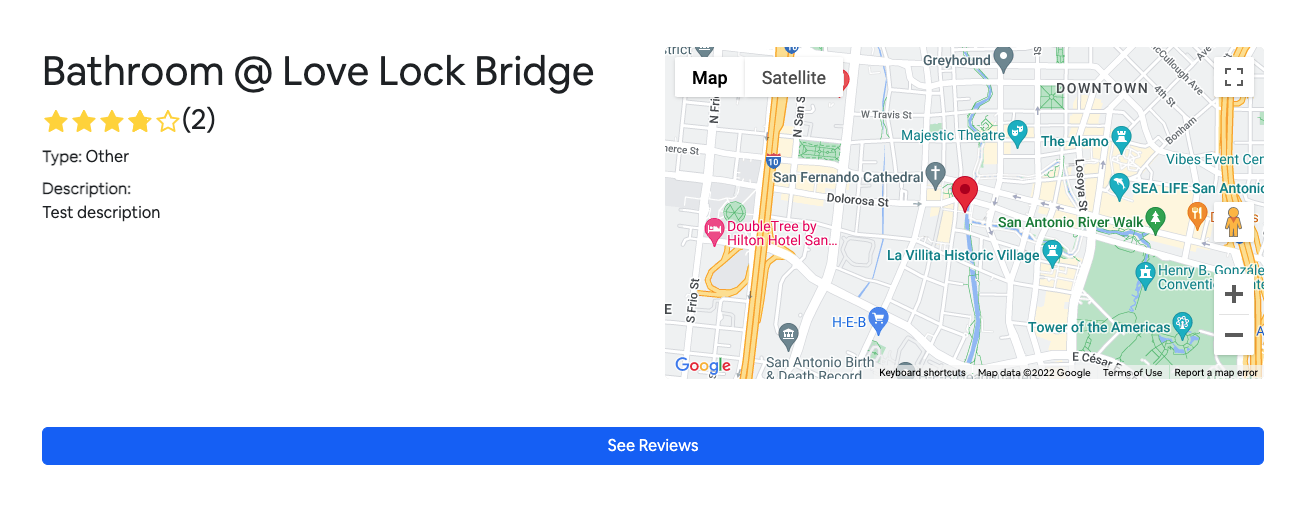 Bathroom @ Love Lock Bridge
(2)
Type: Other
Description:
Test description
Map
Satellite
Greyhound
DOWNTOWN
McCullough Ave
4th St
Bonham
N Frio St
N San S
W Travis St
Majestic Theatre
The Alamo
Vibes Event Cer
erce St
10
San Fernando Cathedral
Losoya St
SEA LIFE San Antonio
Dolorosa St
San Antonio River Walk
DoubleTree by
Hilton Hotel San...
La Villita Historic Village
Henry B. Gonzále
Conventi
S Frio St
H-E-B
Tower of the Americas
San Antonio Birth
& Death Record
E César E
Google
Keyboard shortcuts
Map data ©2022 Google
Terms of Use
Report a map error
See Reviews